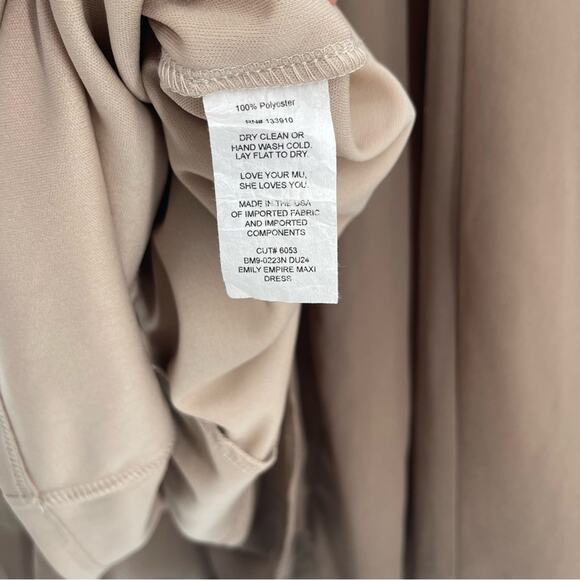 100% Polyester
RN# 133910
DRY CLEAN OR
HAND WASH COLD.
LAY FLAT TO DRY.
LOVE YOUR MU,
SHE LOVES YOU.
MADE IN THE USA
OF IMPORTED FABRIC
AND IMPORTED
COMPONENTS
CUT# 6053
BM9-0223N DU24
EMILY EMPIRE MAXI
DRESS